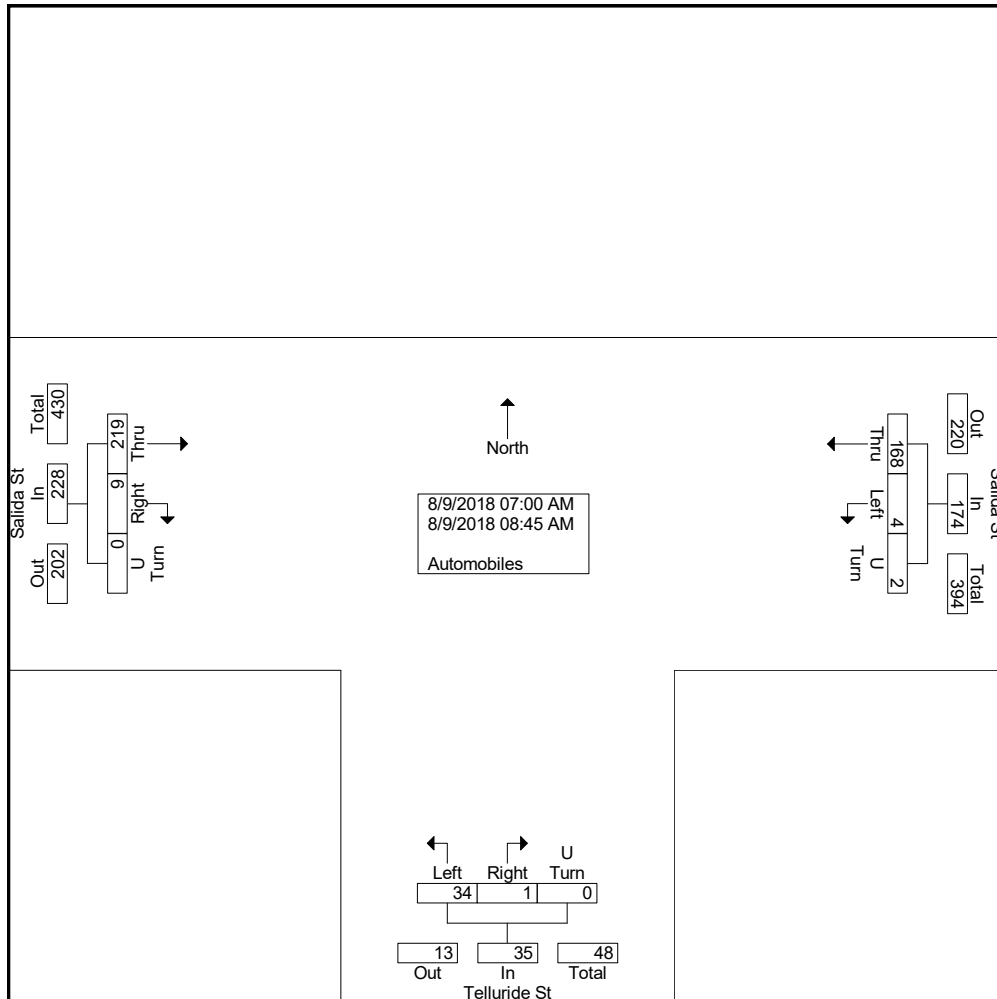 North
8/9/2018 07:00 AM
8/9/2018 08:45 AM
Automobiles
Salida St
Total
In
Out
430
228
202
219
9
0
Thru
Right
U
Turn
Salida St
Out
In
Total
220
174
394
168
4
2
Thru
Left
U
Turn
U
Left Right Turn
34 1 0
13 35 48
Out In Total
Telluride St